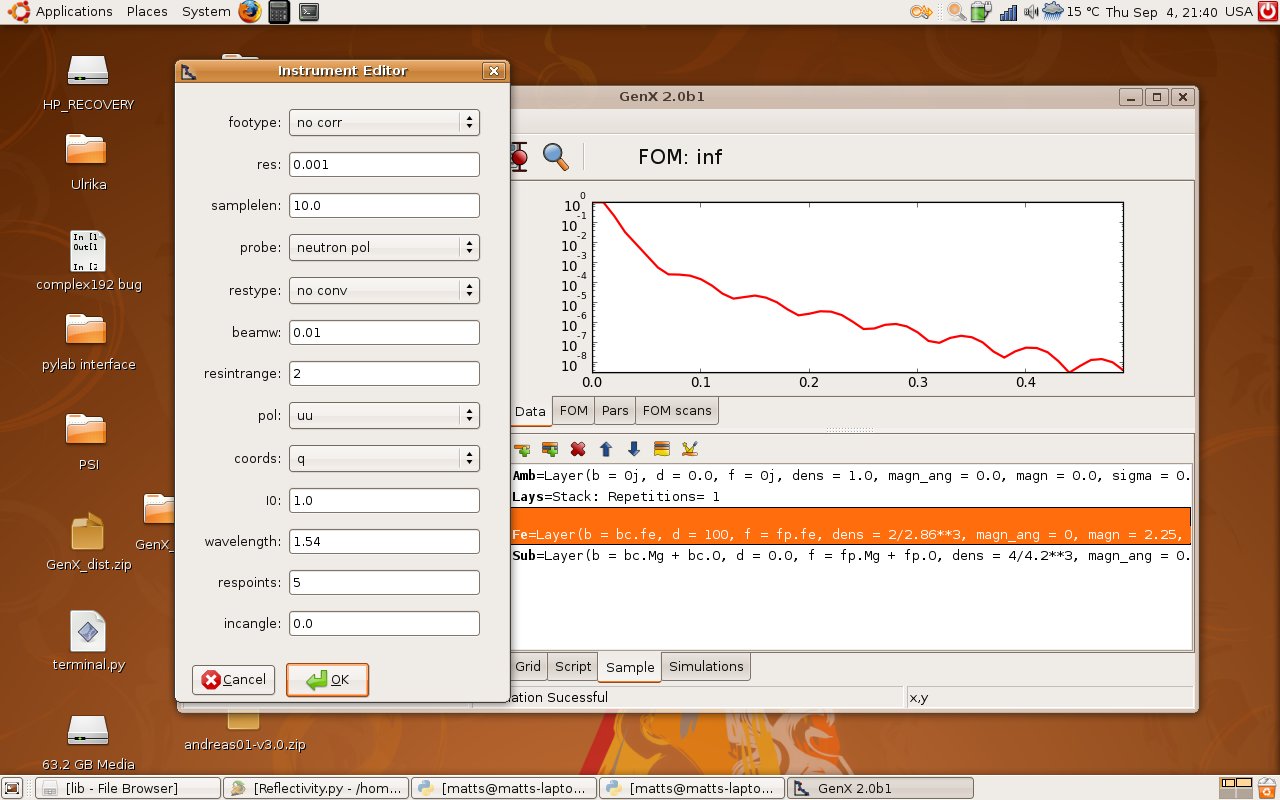 Applications Places System
15 °C Thu Sep 4, 21:40 USA
HP_RECOVERY
Ulrika
In [1
Out[1
In [2
complex192 bug
pylab interface
PSI
GenX_
GenX_dist.zip
terminal.py
andreas01-v3.0.zip
63.2 GB Media
Instrument Editor
footype: no corr
res: 0.001
samplelen: 10.0
probe: neutron pol
restype: no conv
beamw: 0.01
resintrange: 2
pol: uu
coords: q
I0: 1.0
wavelength: 1.54
respoints: 5
incangle: 0.0
Cancel OK
GenX 2.0b1
FOM: inf
10^0
10^-1
10^-2
10^-3
10^-4
10^-5
10^-6
10^-7
10^-8
0.0 0.1 0.2 0.3 0.4
Data FOM Pars FOM scans
Amb=Layer(b = 0j, d = 0.0, f = 0j, dens = 1.0, magn_ang = 0.0, magn = 0.0, sigma = 0.
Lays=Stack: Repetitions= 1
Fe=Layer(b = bc.fe, d = 100, f = fp.fe, dens = 2/2.86**3, magn_ang = 0, magn = 2.25,
Sub=Layer(b = bc.Mg + bc.O, d = 0.0, f = fp.Mg + fp.O, dens = 4/4.2**3, magn_ang = 0.
Grid Script Sample Simulations
ation Sucessful x,y
[lib - File Browser] [Reflectivity.py - /hom... [matts@matts-lapto... [matts@matts-lapto... GenX 2.0b1